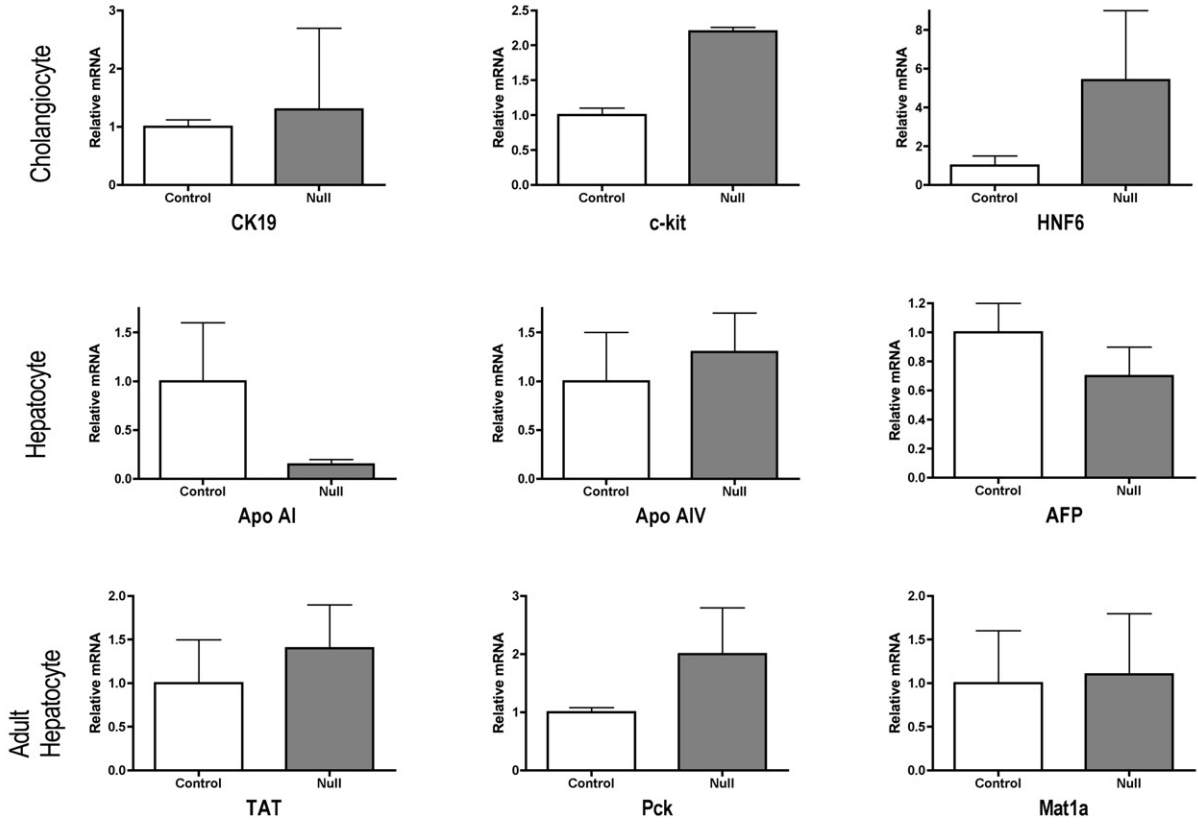 Cholangiocyte
Relative mRNA
3
2
1
0
Control Null
CK19
Relative mRNA
2.5
2.0
1.5
1.0
0.5
0.0
Control Null
c-kit
Relative mRNA
8
6
4
2
0
Control Null
HNF6
Hepatocyte
Relative mRNA
1.5
1.0
0.5
0.0
Control Null
Apo AI
Relative mRNA
1.5
1.0
0.5
0.0
Control Null
Apo AIV
Relative mRNA
1.2
1.0
0.8
0.6
0.4
0.2
0.0
Control Null
AFP
Adult
Hepatocyte
Relative mRNA
2.0
1.5
1.0
0.5
0.0
Control Null
TAT
Relative mRNA
3
2
1
0
Control Null
Pck
Relative mRNA
2.0
1.5
1.0
0.5
0.0
Control Null
Mat1a